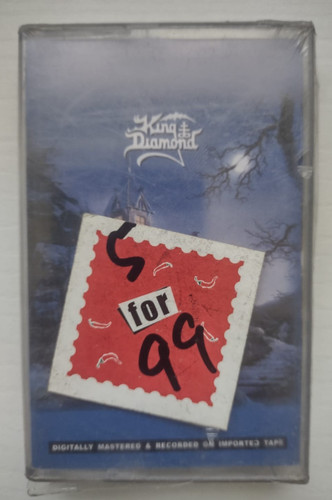 King
Diamond
5
for
99
DIGITALLY MASTERED & RECORDED ON IMPORTED TAPE